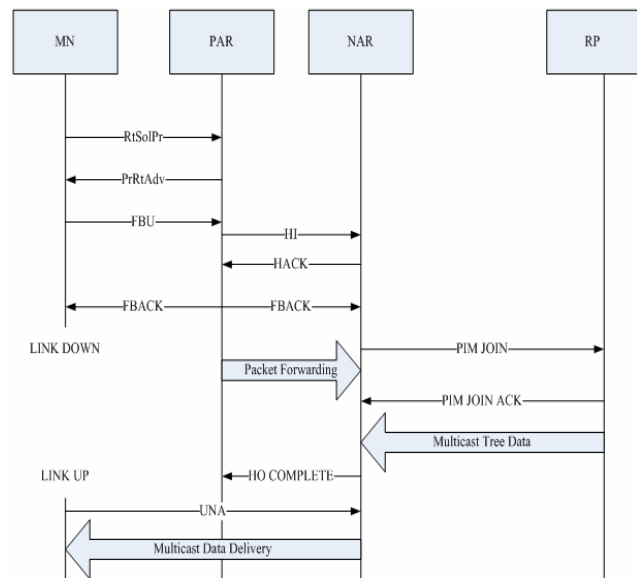 MN
PAR
NAR
RP
RtSolPr
PrRtAdv
FBU
HI
HACK
FBACK
FBACK
LINK DOWN
PIM JOIN
Packet Forwarding
PIM JOIN ACK
Multicast Tree Data
LINK UP
HO COMPLETE
UNA
Multicast Data Delivery